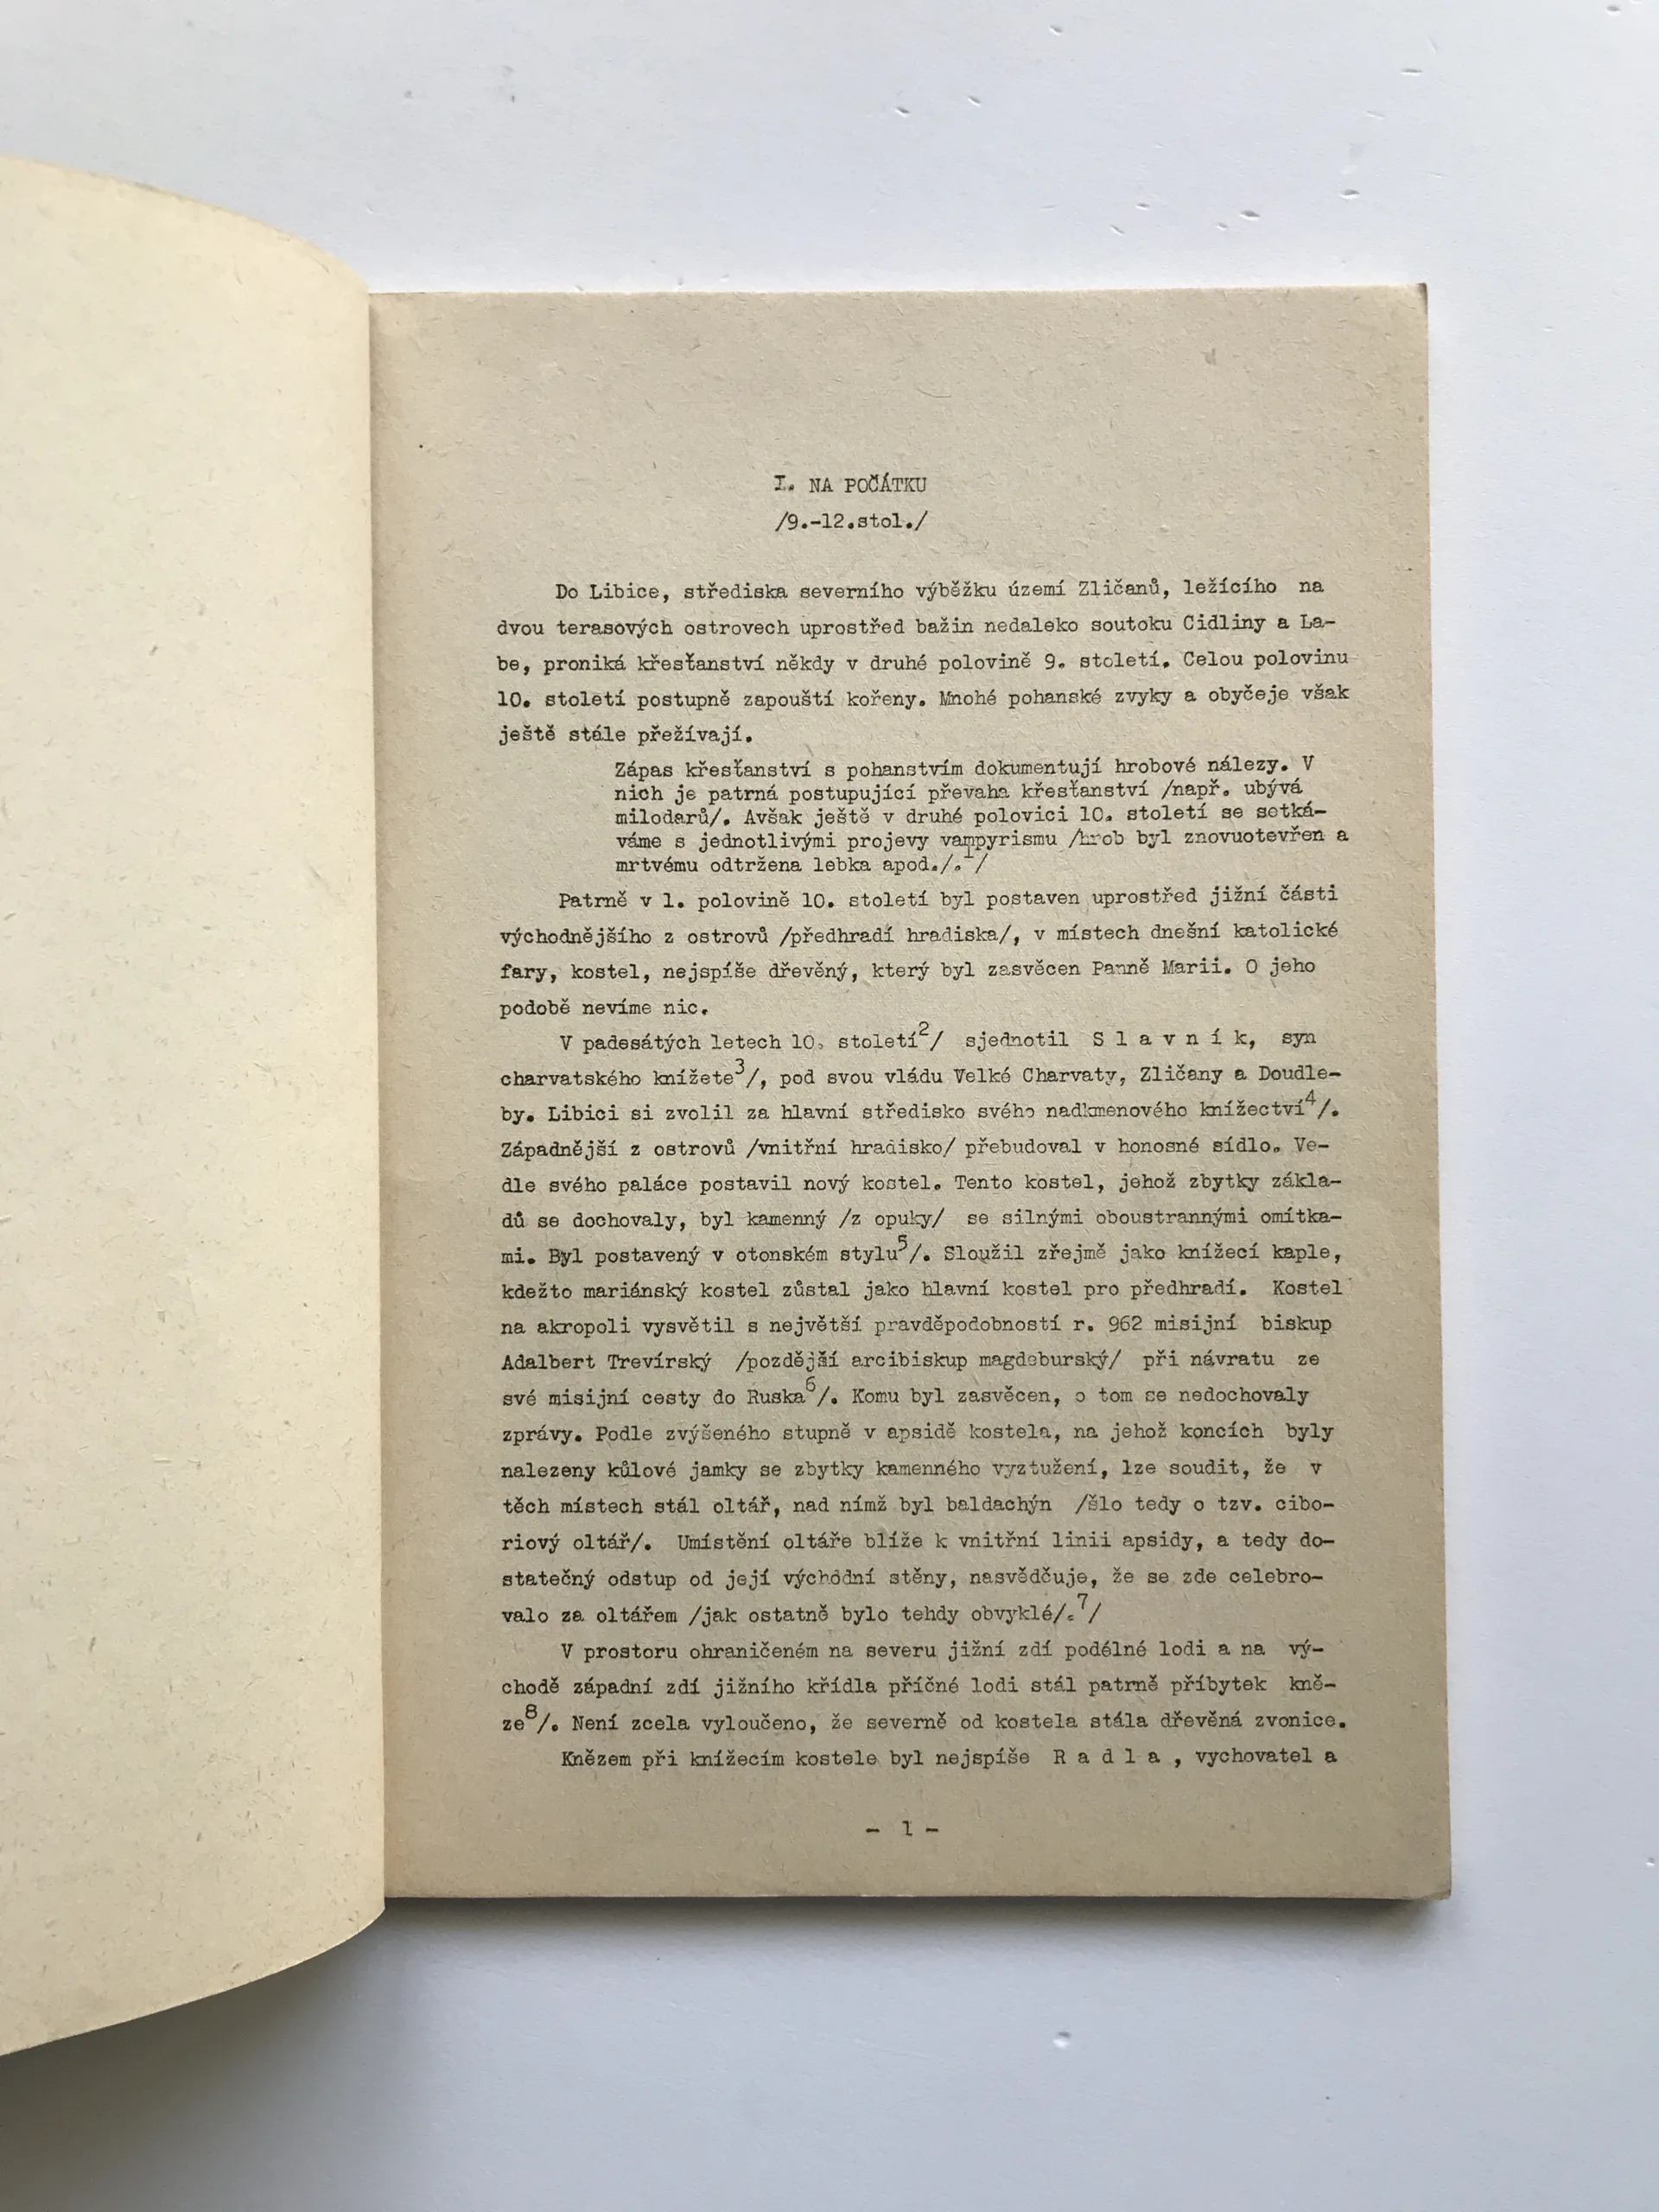 I. NA POČÁTKU
/9.-12.stol./
Do Libice, střediska severního výběžku území Zličanů, ležícího na
dvou terasových ostrovech uprostřed bažin nedaleko soutoku Cidliny a La-
be, proniká křesťanství někdy v druhé polovině 9. století. Celou polovinu
10. století postupně zapouští kořeny. Mnohé pohanské zvyky a obyčeje však
ještě stále přežívají.
Zápas křesťanství s pohanstvím dokumentují hrobové nálezy. V
nich je patrná postupující převaha křesťanství /např. ubývá
milodarů/. Avšak ještě v druhé polovici 10. století se setká-
váme s jednotlivými projevy vampyrismu /hrob byl znovuotevřen a
mrtvému odtržena lebka apod./.1/
Patrně v 1. polovině 10. století byl postaven uprostřed jižní části
východnějšího z ostrovů /předhradí hradiska/, v místech dnešní katolické
fary, kostel, nejspíše dřevěný, který byl zasvěcen Panně Marii. O jeho
podobě nevíme nic.
V padesátých letech 10. století2/ sjednotil S l a v n í k, syn
charvatského knížete3/, pod svou vládu Velké Charvaty, Zličany a Doudle-
by. Libici si zvolil za hlavní středisko svého nadkmenového knížectví4/.
Západnější z ostrovů /vnitřní hradisko/ přebudoval v honosné sídlo. Ve-
dle svého paláce postavil nový kostel. Tento kostel, jehož zbytky zákla-
dů se dochovaly, byl kamenný /z opuky/ se silnými oboustrannými omítka-
mi. Byl postavený v otonském stylu5/. Sloužil zřejmě jako knížecí kaple,
kdežto mariánský kostel zůstal jako hlavní kostel pro předhradí. Kostel
na akropoli vysvětil s největší pravděpodobností r. 962 misijní biskup
Adalbert Trevírský /pozdější arcibiskup magdeburský/ při návratu ze
své misijní cesty do Ruska6/. Komu byl zasvěcen, o tom se nedochovaly
zprávy. Podle zvýšeného stupně v apsidě kostela, na jehož koncích byly
nalezeny kůlové jamky se zbytky kamenného vyztužení, lze soudit, že v
těch místech stál oltář, nad nímž byl baldachýn /šlo tedy o tzv. cibo-
riový oltář/. Umístění oltáře blíže k vnitřní linii apsidy, a tedy do-
statečný odstup od její východní stěny, nasvědčuje, že se zde celebro-
valo za oltářem /jak ostatně bylo tehdy obvyklé/.7/
V prostoru ohraničeném na severu jižní zdí podélné lodi a na vý-
chodě západní zdí jižního křídla příčné lodi stál patrně příbytek kně-
ze8/. Není zcela vyloučeno, že severně od kostela stála dřevěná zvonice.
Knězem při knížecím kostele byl nejspíše R a d l a , vychovatel a
- 1 -